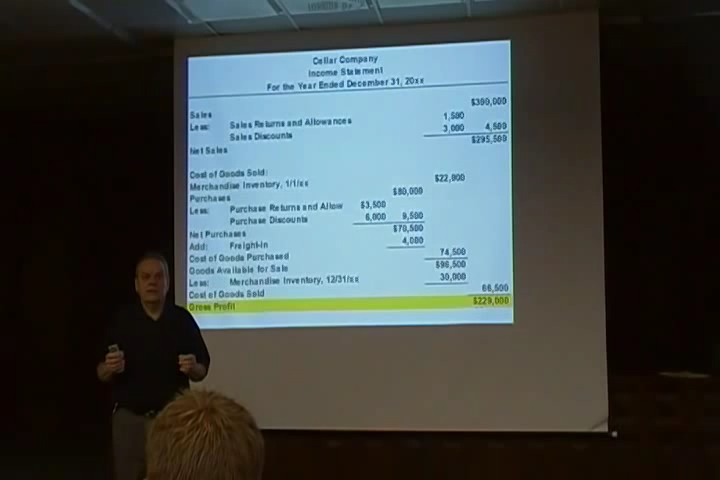 Cellar Company
Income Statement
For the Year Ended December 31, 20xx
Sales $300,000
Less: Sales Returns and Allowances 1,500
Sales Discounts 3,000 4,500
Net Sales $295,500
Cost of Goods Sold:
Merchandise Inventory, 1/1/xx $22,000
Purchases $80,000
Less: Purchase Returns and Allow $3,500
Purchase Discounts 6,000 9,500
Net Purchases $70,500
Add: Freight-in 4,000
Cost of Goods Purchased 74,500
Goods Available for Sale $96,500
Less: Merchandise Inventory, 12/31/xx 30,000
Cost of Goods Sold 66,500
Gross Profit $229,000